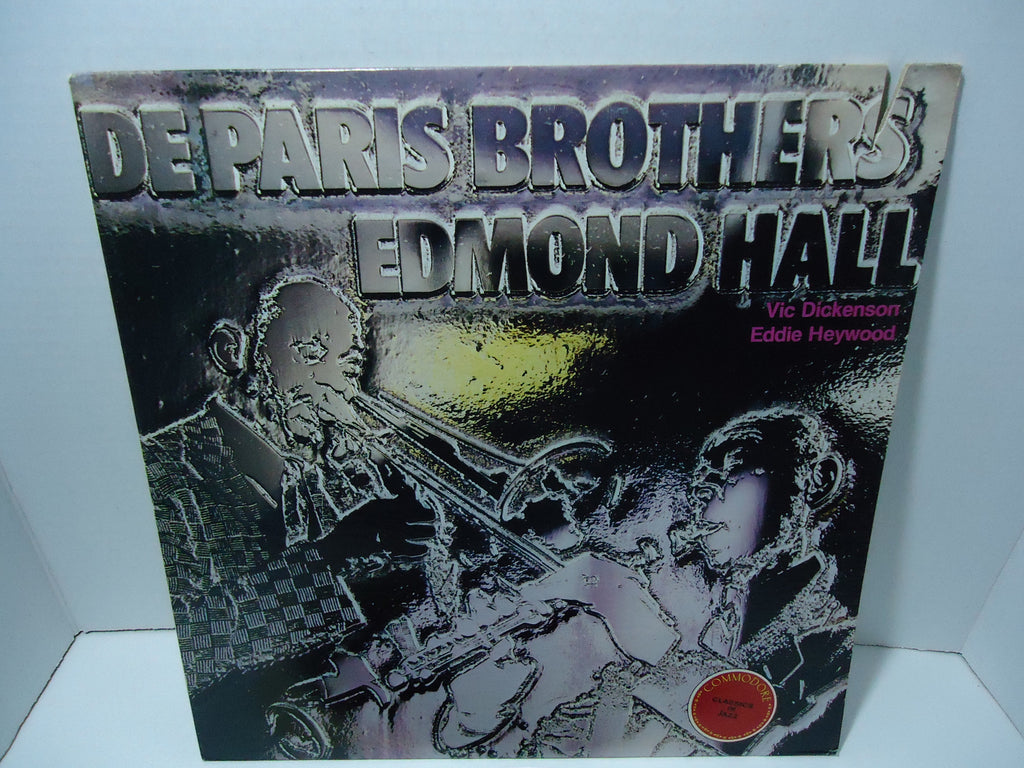 DE PARIS BROTHERS
EDMOND HALL
Vic Dickenson
Eddie Heywood
COMMODORE
CLASSICS
IN
JAZZ